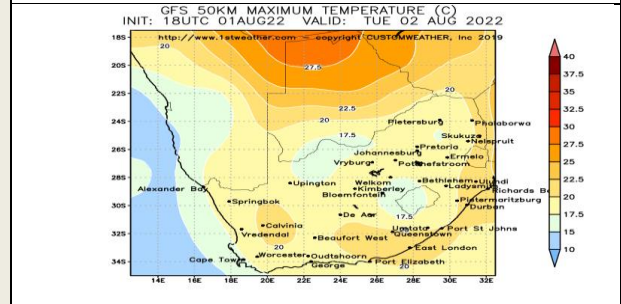 GFS 50KM MAXIMUM TEMPERATURE (C)
INIT: 18UTC 01AUG22 VALID: TUE 02 AUG 2022
http://www.1stweather.com copyright CUSTOMWEATHER, Inc 2019
18S
20S
22S
24S
26S
28S
30S
32S
34S
14E 16E 18E 20E 22E 24E 26E 28E 30E 32E
20
27.5
20
22.5
20
17.5
Pietersburg
Phalaborwa
Skukuza
Nelspruit
Pretoria
Johannesburg
Ermelo
Vryburg
Potchefstroom
Upington
Welkom
Bethlehem
Ulundi
Kimberley
Ladysmith
Alexander Bay
Bloemfontein
Richards Ba
Springbok
Pietermaritzburg
Durban
De Aar
17.5
Calvinia
Umtata
Port St Johns
Vredendal
Queenstown
Beaufort West
20
East London
Worcester
Oudtshoorn
Cape Town
George
Port Elizabeth
20
40
37.5
35
32.5
30
27.5
25
22.5
20
17.5
15
10